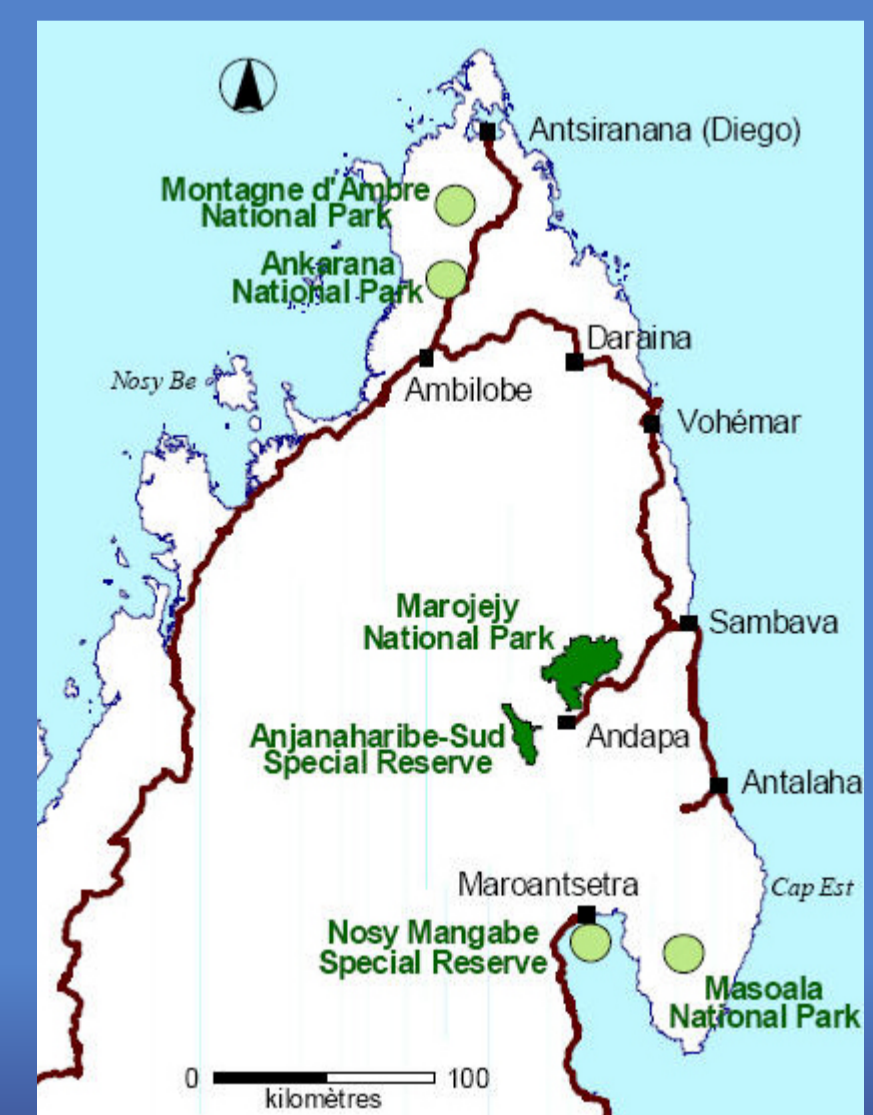 Antsiranana (Diego)
Montagne d'Ambre
National Park
Ankarana
National Park
Daraina
Nosy Be
Ambilobe
Vohémar
Marojejy
National Park
Sambava
Anjanaharibe-Sud
Special Reserve
Andapa
Antalaha
Maroantsetra
Cap Est
Nosy Mangabe
Special Reserve
Masoala
National Park
0 100
kilomètres